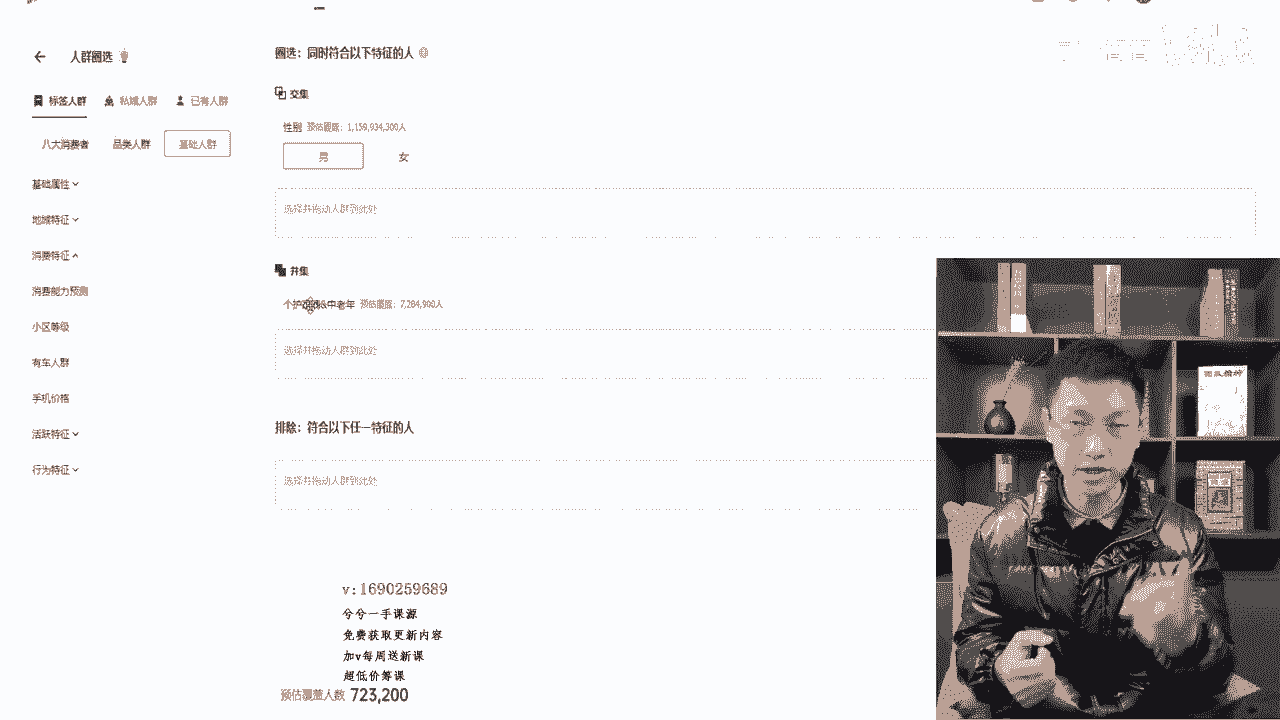 人群圈选
标签人群 私域人群 已有人群
八大消费者 品类人群 基础人群
基础属性
地域特征
消费特征
消费能力预测
小区等级
有车人群
手机价格
活跃特征
行为特征
圈选：同时符合以下特征的人
交集
性别 预估覆盖：1,159,934,300人
男 女
选择并拖动人群到此处
并集
中老年 预估覆盖：7,284,900人
选择并拖动人群到此处
排除：符合以下任一特征的人
选择并拖动人群到此处
v:1690259689
兮兮一手课源
免费获取更新内容
加v每周送新课
超低价筹课
预估覆盖人数 723,200